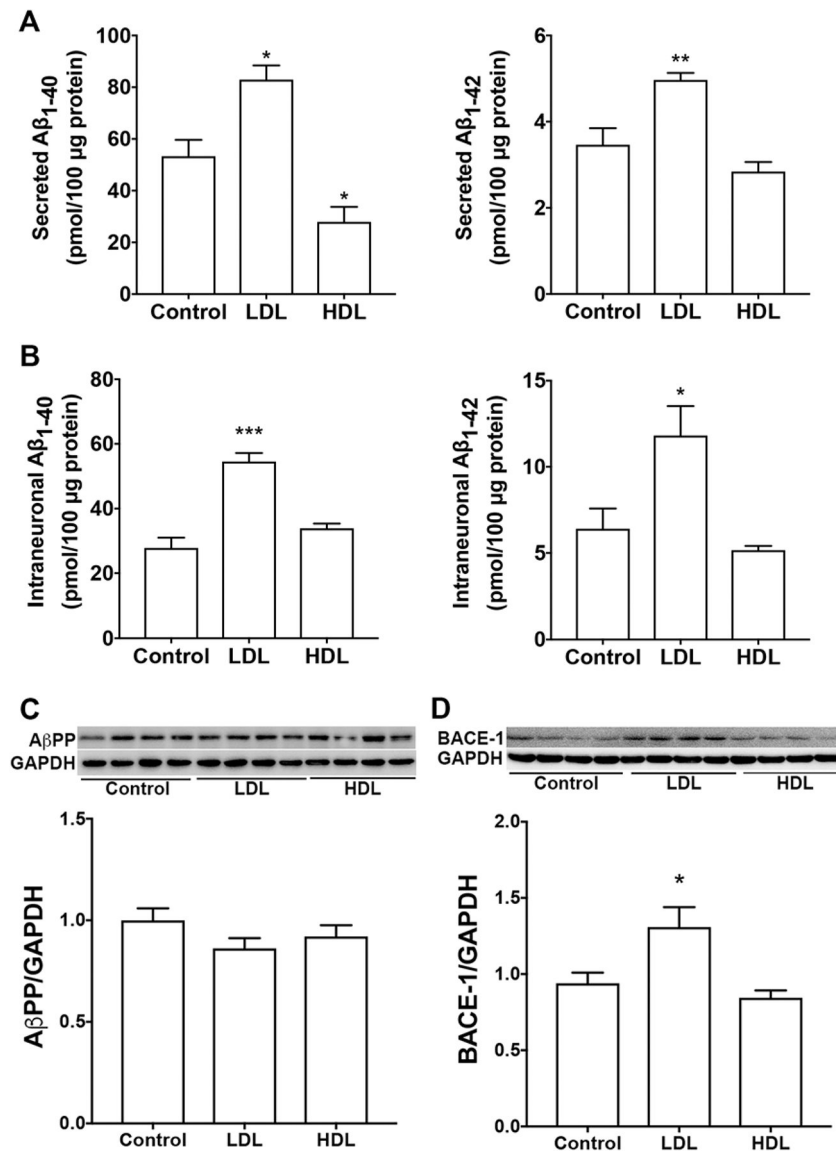 A
Secreted Aβ1-40
(pmol/100 µg protein)
100
80
60
40
20
0
*
*
Control LDL HDL
Secreted Aβ1-42
(pmol/100 µg protein)
6
4
2
0
**
Control LDL HDL
B
Intraneuronal Aβ1-40
(pmol/100 µg protein)
80
60
40
20
0
***
Control LDL HDL
Intraneuronal Aβ1-42
(pmol/100 µg protein)
15
10
5
0
*
Control LDL HDL
C
AβPP
GAPDH
Control LDL HDL
AβPP/GAPDH
1.5
1.0
0.5
0.0
Control LDL HDL
D
BACE-1
GAPDH
Control LDL HDL
BACE-1/GAPDH
2.0
1.5
1.0
0.5
0.0
*
Control LDL HDL